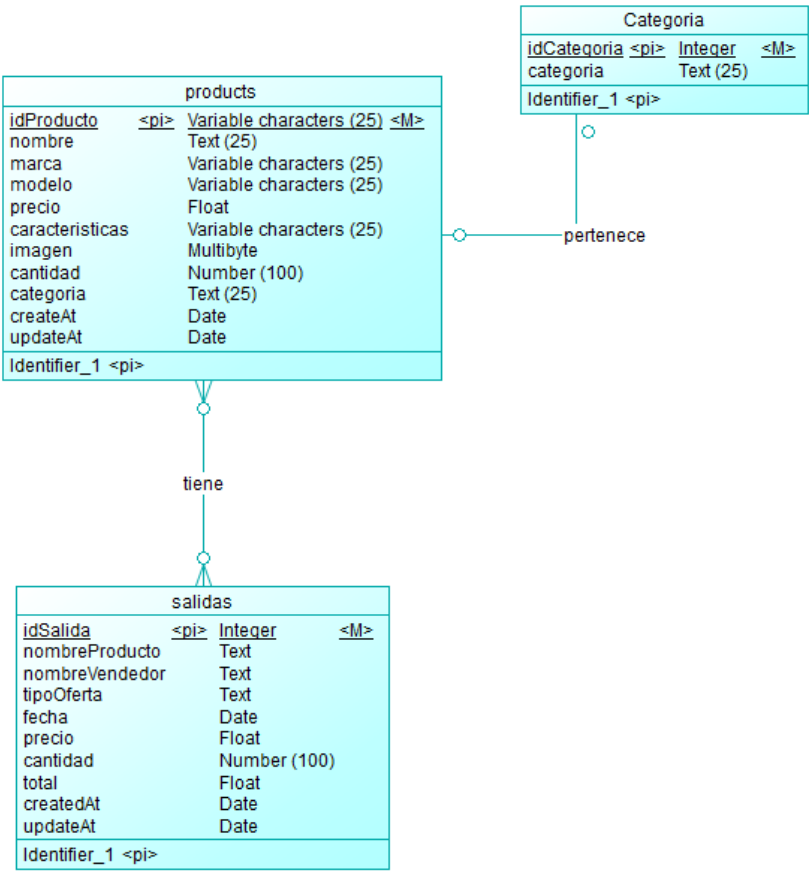 Categoria
idCategoria <pi> Integer <M>
categoria Text (25)
Identifier_1 <pi>
products
idProducto <pi> Variable characters (25) <M>
nombre Text (25)
marca Variable characters (25)
modelo Variable characters (25)
precio Float
caracteristicas Variable characters (25)
imagen Multibyte
cantidad Number (100)
categoria Text (25)
createAt Date
updateAt Date
Identifier_1 <pi>
pertenece
tiene
salidas
idSalida <pi> Integer <M>
nombreProducto Text
nombreVendedor Text
tipoOferta Text
fecha Date
precio Float
cantidad Number (100)
total Float
createdAt Date
updateAt Date
Identifier_1 <pi>